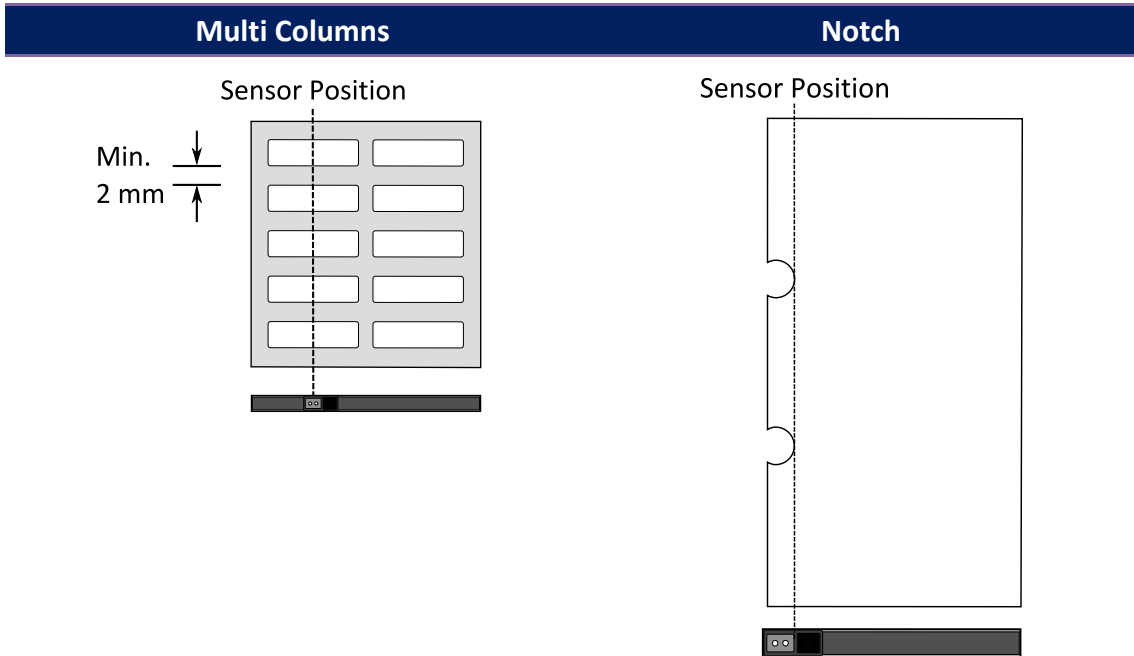 Multi Columns
Notch
Sensor Position
Sensor Position
Min.
2 mm